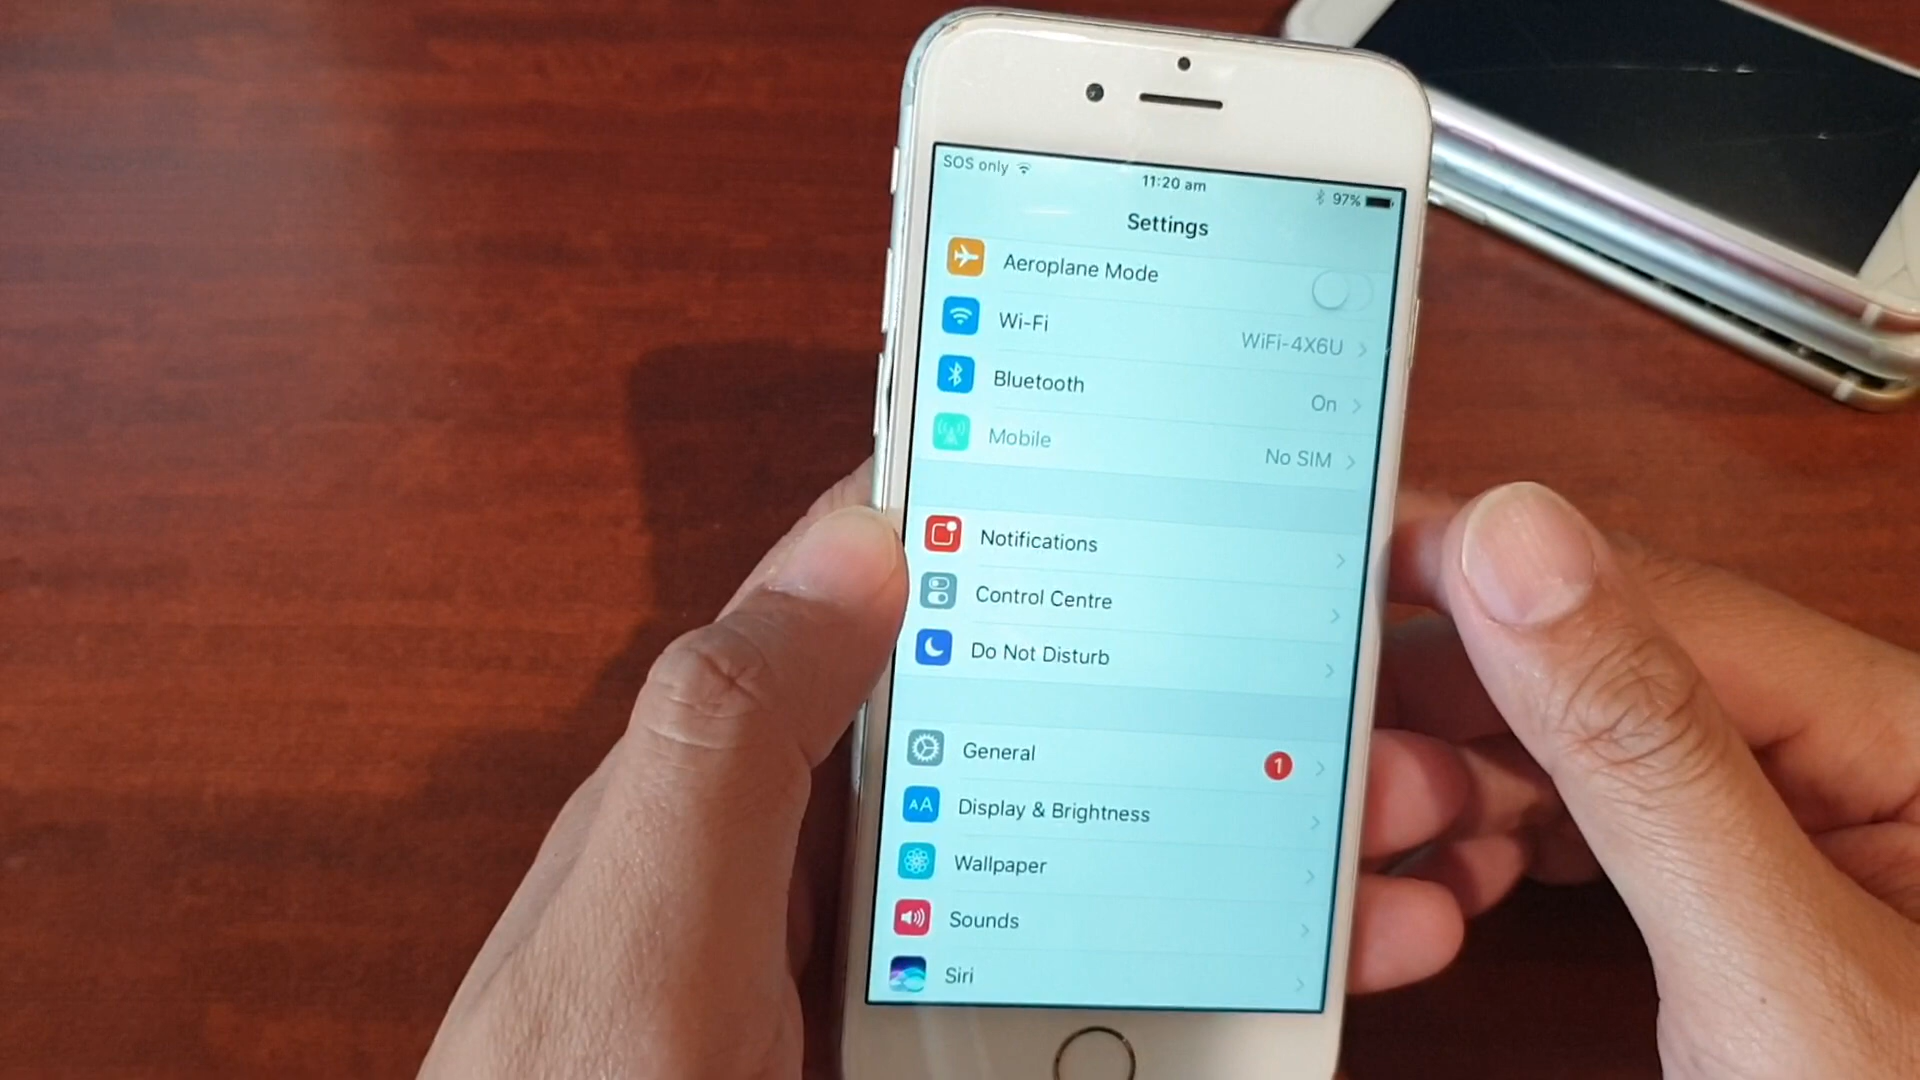 SOS only
11:20 am
97%
Settings
Aeroplane Mode
Wi-Fi WiFi-4X6U
Bluetooth On
Mobile No SIM
Notifications
Control Centre
Do Not Disturb
General 1
AA Display & Brightness
Wallpaper
Sounds
Siri